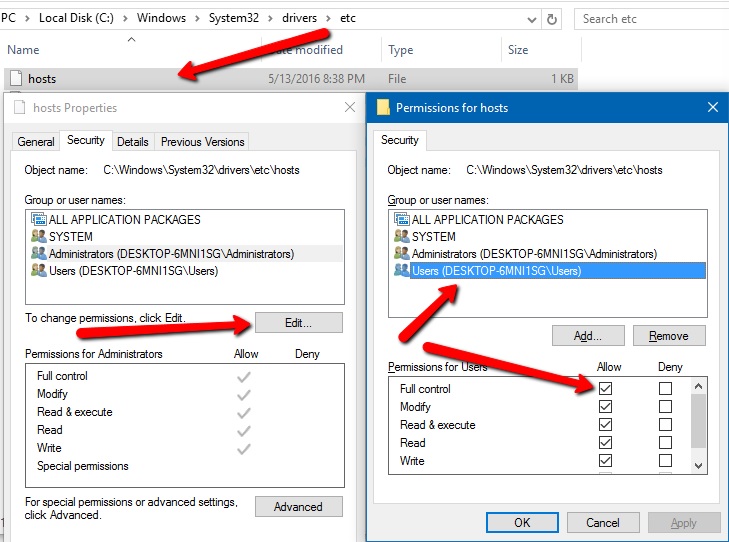 PC > Local Disk (C:) > Windows > System32 > drivers > etc
Search etc
Name
Date modified
Type
Size
hosts
5/13/2016 8:38 PM
File
1 KB
hosts Properties
General Security Details Previous Versions
Object name: C:\Windows\System32\drivers\etc\hosts
Group or user names:
ALL APPLICATION PACKAGES
SYSTEM
Administrators (DESKTOP-6MNI1SG\Administrators)
Users (DESKTOP-6MNI1SG\Users)
To change permissions, click Edit.
Edit...
Permissions for Administrators Allow Deny
Full control
Modify
Read & execute
Read
Write
Special permissions
For special permissions or advanced settings,
click Advanced.
Advanced
Permissions for hosts
Security
Object name: C:\Windows\System32\drivers\etc\hosts
Group or user names:
ALL APPLICATION PACKAGES
SYSTEM
Administrators (DESKTOP-6MNI1SG\Administrators)
Users (DESKTOP-6MNI1SG\Users)
Add...
Remove
Permissions for Users Allow Deny
Full control
Modify
Read & execute
Read
Write
OK
Cancel
Apply